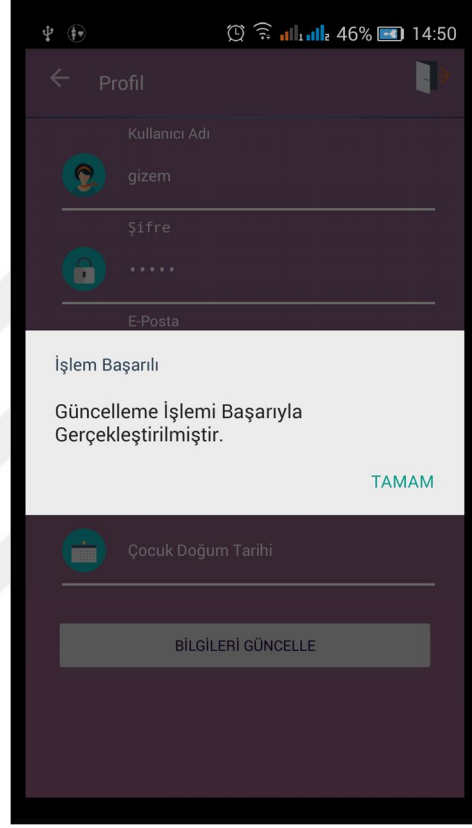 46% 14:50
Profil
Kullanıcı Adı
gizem
Şifre
.....
E-Posta
İşlem Başarılı
Güncelleme İşlemi Başarıyla
Gerçekleştirilmiştir.
TAMAM
Çocuk Doğum Tarihi
BİLGİLERİ GÜNCELLE